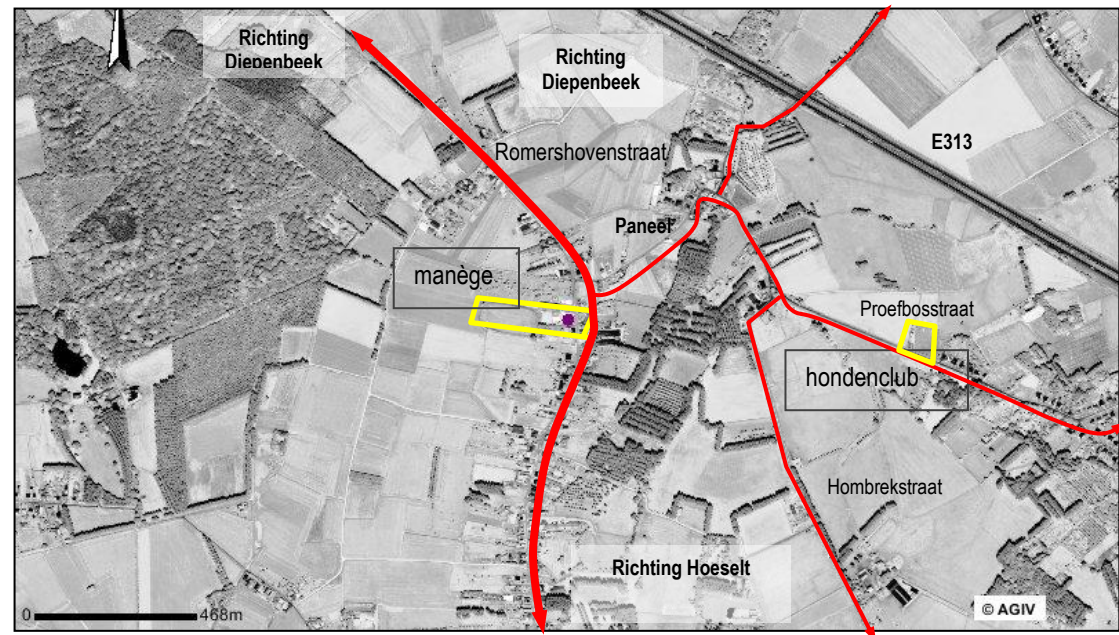 Richting
Diepenbeek
Richting
Diepenbeek
E313
Romershovenstraat
Paneel
manège
Proefbosstraat
hondenclub
Hombrekstraat
Richting Hoeselt
0 468m
© AGIV